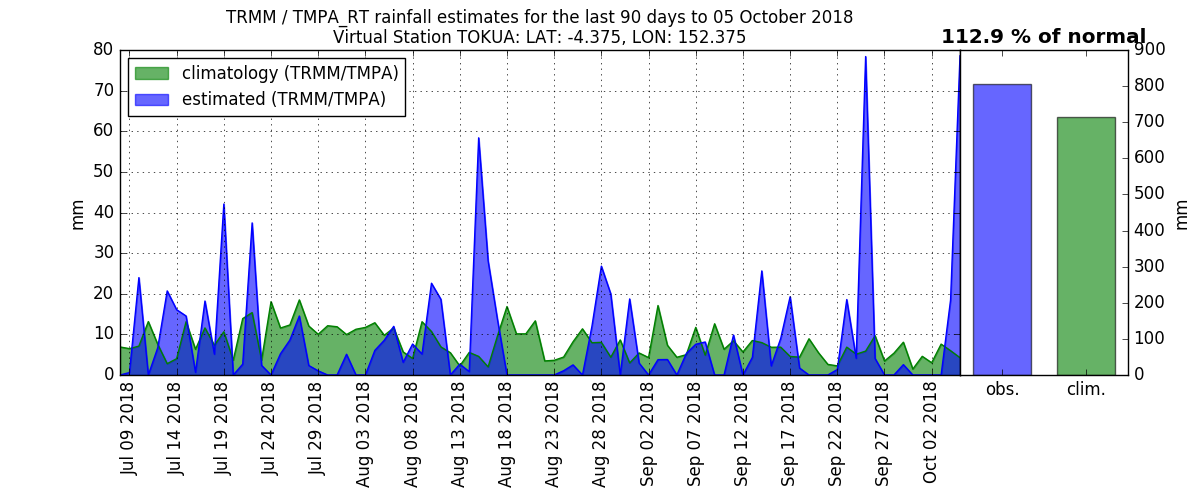 TRMM / TMPA_RT rainfall estimates for the last 90 days to 05 October 2018
Virtual Station TOKUA: LAT: -4.375, LON: 152.375
112.9 % of normal
climatology (TRMM/TMPA)
estimated (TRMM/TMPA)
80
70
60
50
40
30
20
10
0
mm
Jul 09 2018
Jul 14 2018
Jul 19 2018
Jul 24 2018
Jul 29 2018
Aug 03 2018
Aug 08 2018
Aug 13 2018
Aug 18 2018
Aug 23 2018
Aug 28 2018
Sep 02 2018
Sep 07 2018
Sep 12 2018
Sep 17 2018
Sep 22 2018
Sep 27 2018
Oct 02 2018
obs.
clim.
900
800
700
600
500
400
300
200
100
0
mm